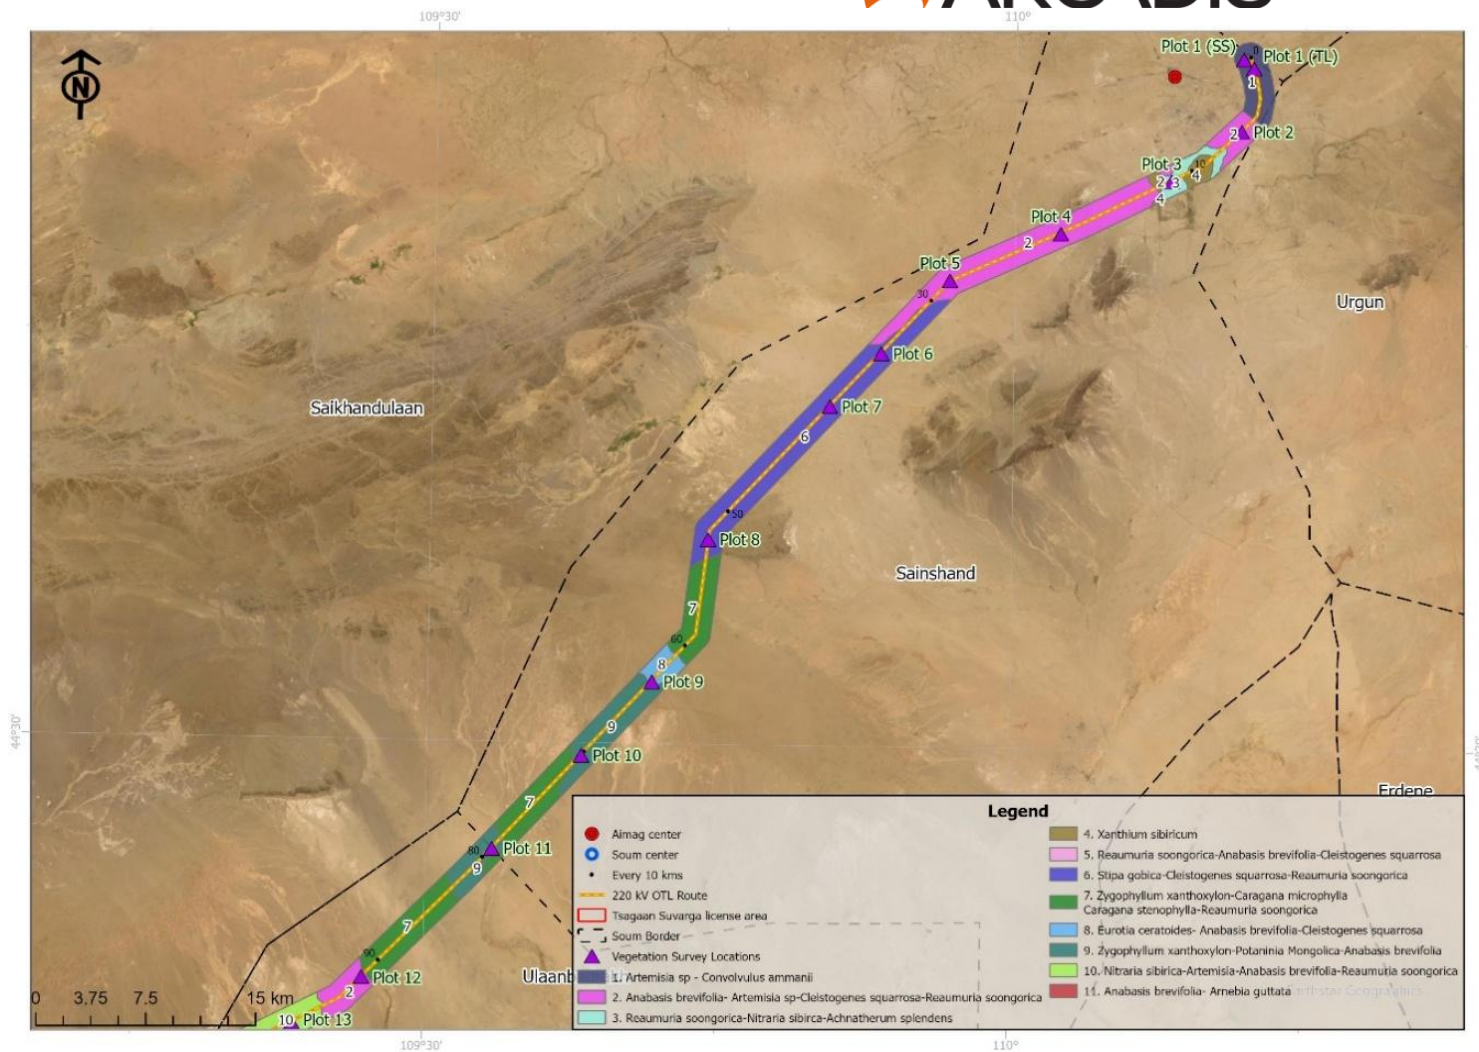 ARCADIS
109°30'
110°
N
Plot 1 (SS)
0
Plot 1 (TL)
1
2
Plot 2
Plot 3
10
4
2
3
4
Plot 4
2
Plot 5
30
Urgun
Plot 6
Saikhandulaan
Plot 7
6
50
Plot 8
Sainshand
7
60
8
Plot 9
9
44°30'
Plot 10
Erdene
7
80
Plot 11
9
7
90
Plot 12
2
0 3.75 7.5 15 km
10
Plot 13
Legend
Aimag center
Soum center
Every 10 kms
220 kV OTL Route
Tsagaan Suvarga license area
Soum Border
Vegetation Survey Locations
1. Artemisia sp - Convolvulus ammanii
2. Anabasis brevifolia- Artemisia sp-Cleistogenes squarrosa-Reaumuria soongorica
3. Reaumuria soongorica-Nitraria sibirca-Achnatherum splendens
4. Xanthium sibiricum
5. Reaumuria soongorica-Anabasis brevifolia-Cleistogenes squarrosa
6. Stipa gobica-Cleistogenes squarrosa-Reaumuria soongorica
7. Zygophyllum xanthoxylon-Caragana microphylla
Caragana stenophylla-Reaumuria soongorica
8. Eurotia ceratoides- Anabasis brevifolia-Cleistogenes squarrosa
9. Zygophyllum xanthoxylon-Potaninia Mongolica-Anabasis brevifolia
10. Nitraria sibirica-Artemisia-Anabasis brevifolia-Reaumuria soongorica
11. Anabasis brevifolia- Arnebia guttata
109°30'
110°